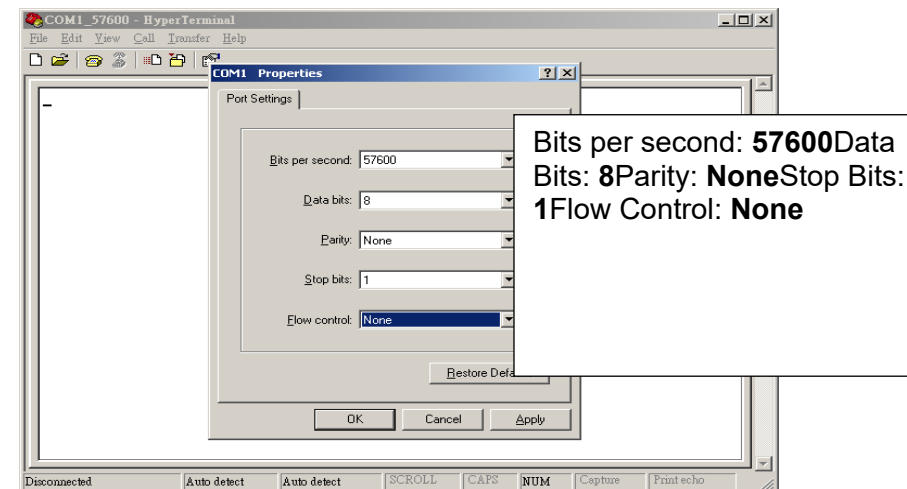 COM1_57600 - HyperTerminal
File Edit View Call Transfer Help
COM1 Properties
Port Settings
Bits per second: 57600
Data bits: 8
Parity: None
Stop bits: 1
Flow control: None
Restore Defa
OK Cancel Apply
Bits per second: 57600Data
Bits: 8Parity: NoneStop Bits:
1Flow Control: None
Disconnected Auto detect Auto detect SCROLL CAPS NUM Capture Print echo